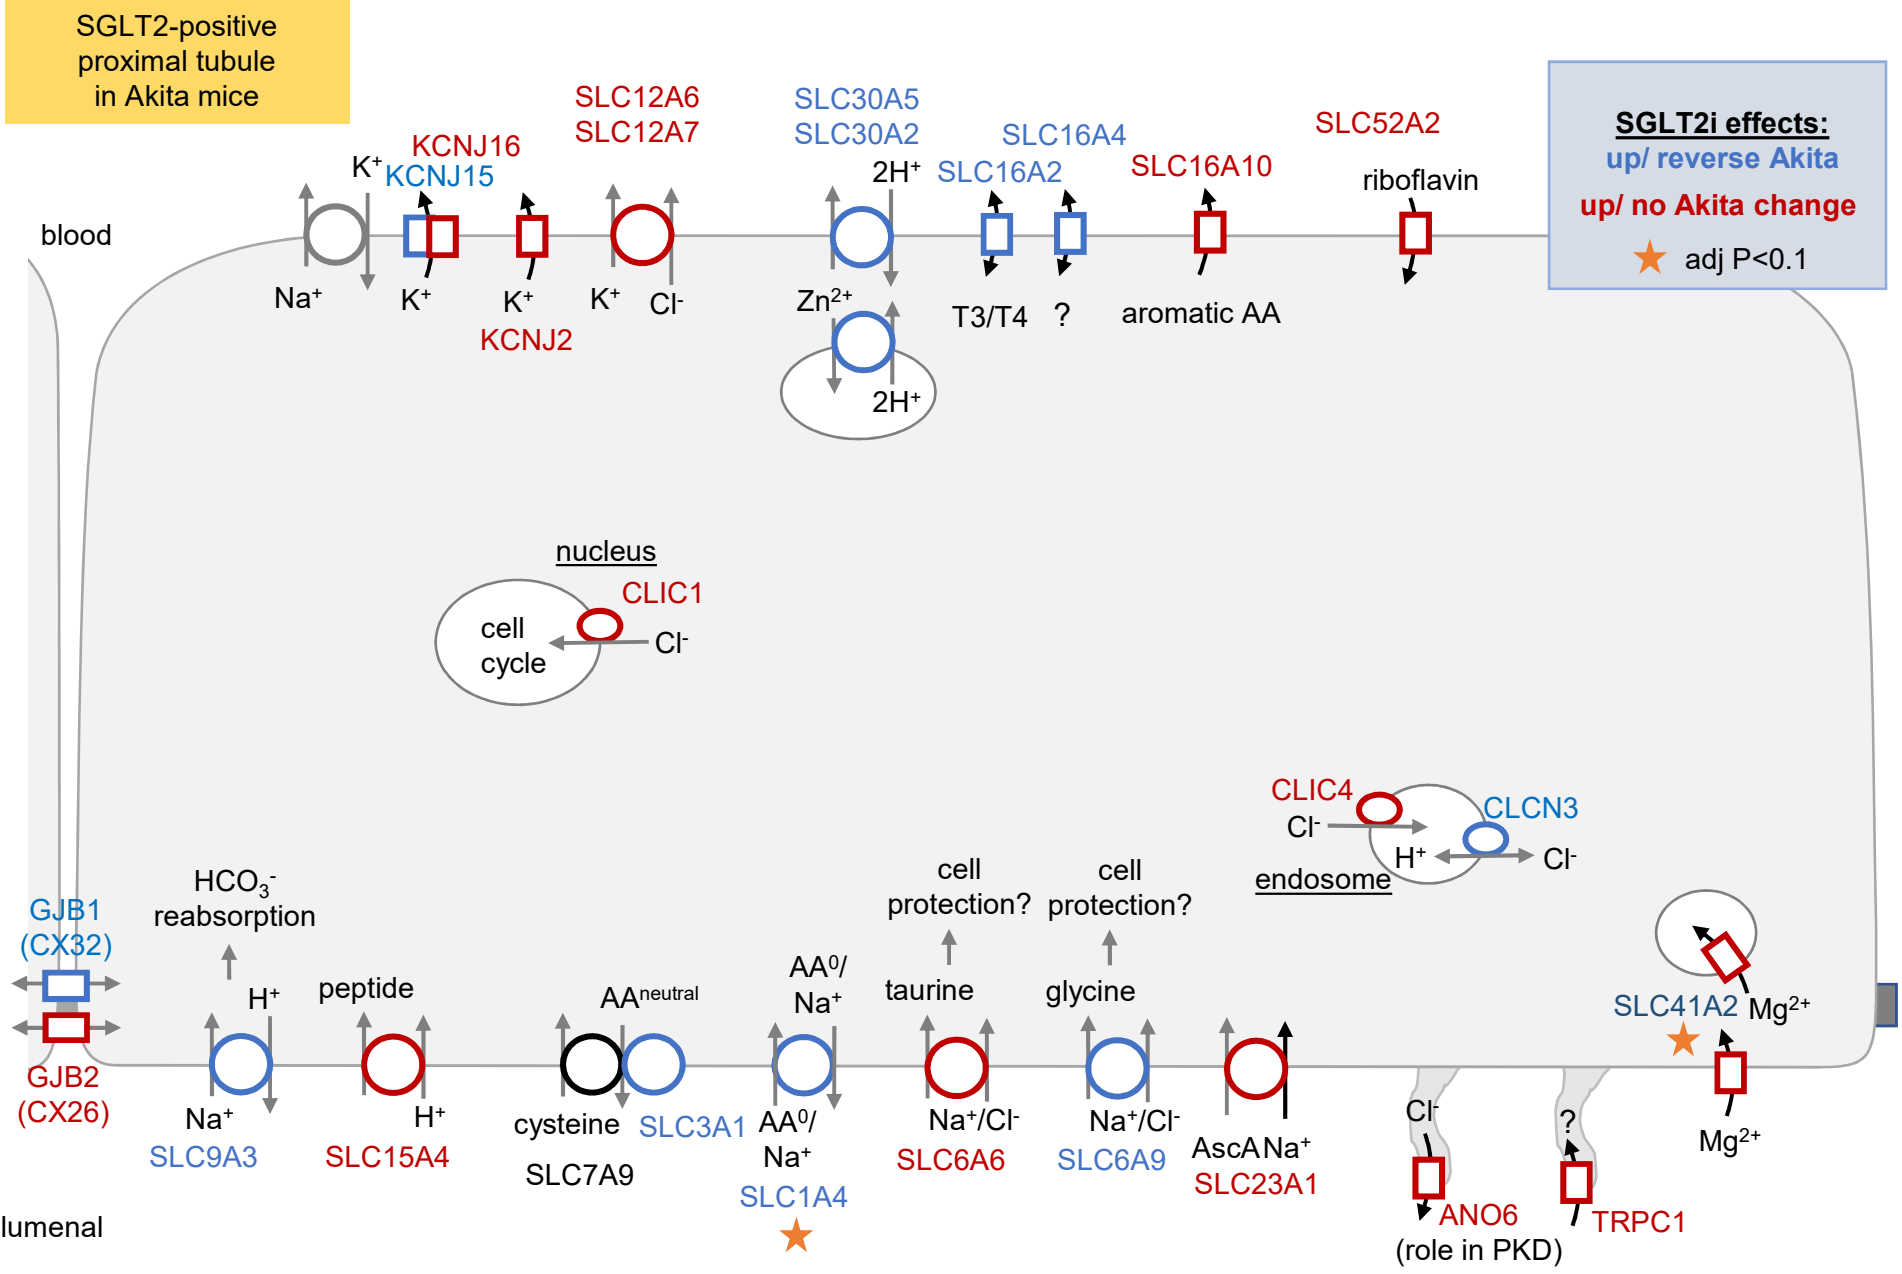 SGLT2-positive
proximal tubule
in Akita mice
SLC12A6
SLC12A7
SLC30A5
SLC30A2
SLC16A4
SLC16A2
SLC16A10
SLC52A2
SGLT2i effects:
up/ reverse Akita
up/ no Akita change
adj P<0.1
K⁺
KCNJ16
KCNJ15
2H⁺
riboflavin
blood
Na⁺
K⁺
K⁺
KCNJ2
K⁺
Cl⁻
Zn²⁺
T3/T4
?
aromatic AA
2H⁺
nucleus
CLIC1
cell
cycle
Cl⁻
CLIC4
Cl⁻
CLCN3
H⁺
Cl⁻
endosome
GJB1
(CX32)
HCO₃⁻
reabsorption
H⁺
peptide
AAⁿᵉᵘᵗʳᵃˡ
AA⁰/
Na⁺
cell
protection?
taurine
cell
protection?
glycine
SLC41A2
Mg²⁺
GJB2
(CX26)
Na⁺
SLC9A3
H⁺
SLC15A4
cysteine
SLC7A9
SLC3A1
AA⁰/
Na⁺
SLC1A4
Na⁺/Cl⁻
SLC6A6
Na⁺/Cl⁻
SLC6A9
AscA
Na⁺
SLC23A1
Cl⁻
ANO6
(role in PKD)
?
TRPC1
Mg²⁺
lumenal